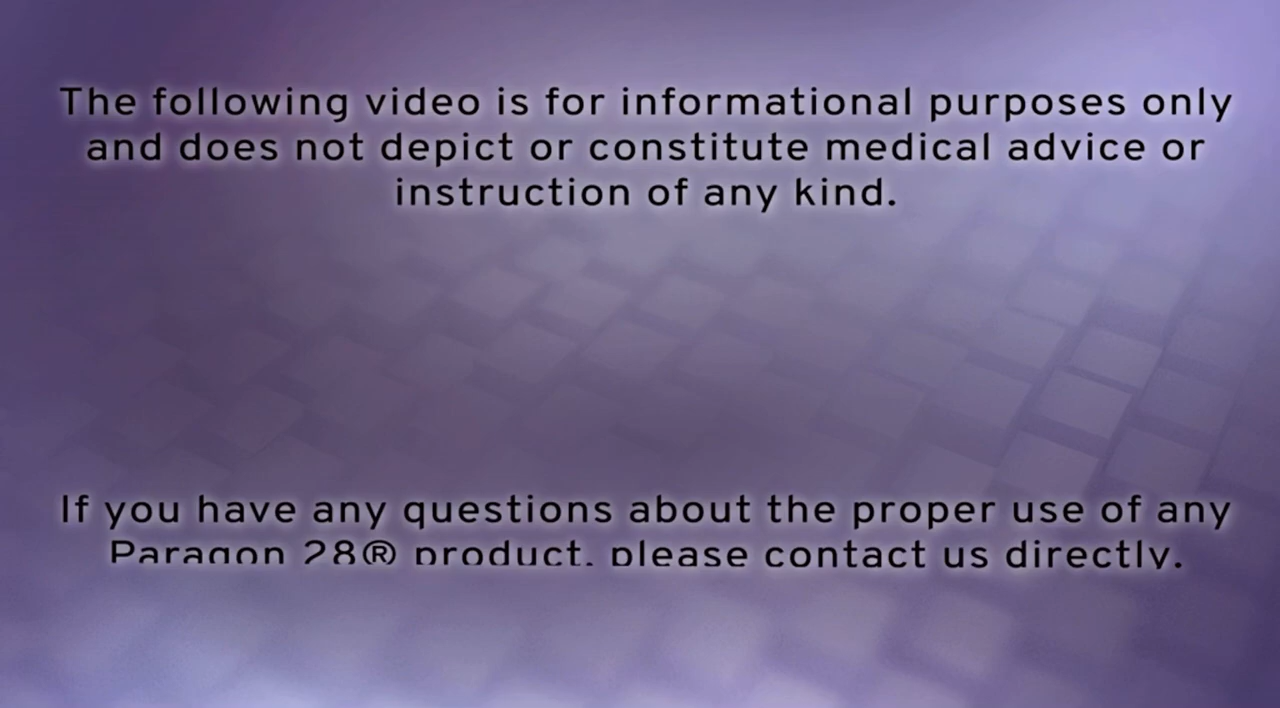 The following video is for informational purposes only
and does not depict or constitute medical advice or
instruction of any kind.
If you have any questions about the proper use of any
Paragon 28® product, please contact us directly.